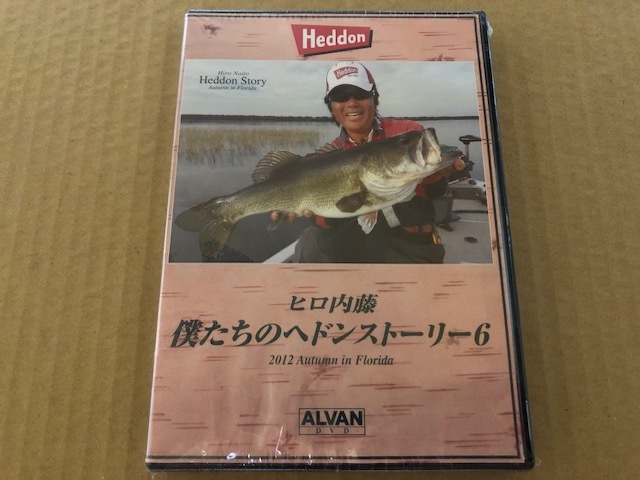 Heddon
Hiro Naito
Heddon Story
Autumn in Florida
Heddon
ヒロ内藤
僕たちのヘドンストーリー6
2012 Autumn in Florida
ALVAN
DVD